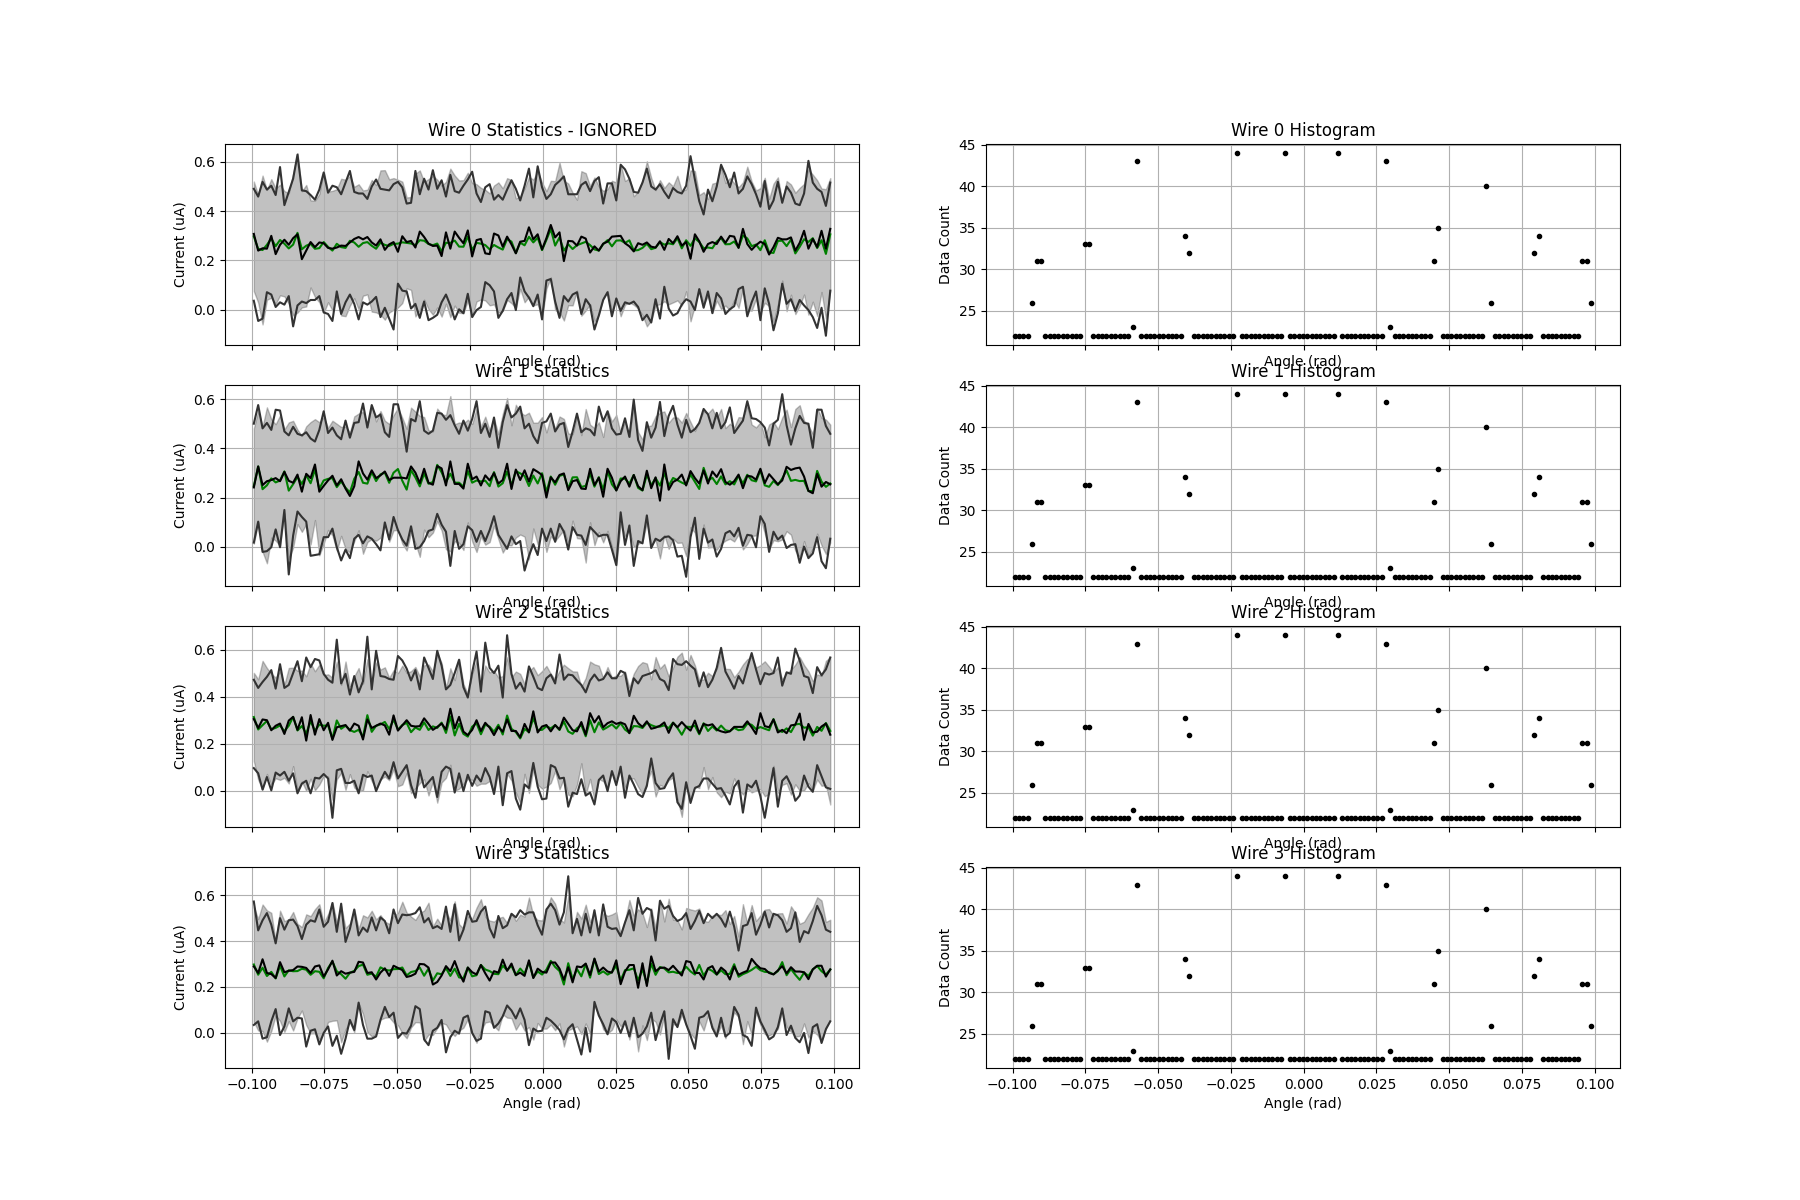 Wire 0 Statistics - IGNORED
Current (uA)
0.6
0.4
0.2
0.0
Angle (rad)
Wire 0 Histogram
Data Count
45
40
35
30
25
Angle (rad)
Wire 1 Statistics
Current (uA)
0.6
0.4
0.2
0.0
Angle (rad)
Wire 1 Histogram
Data Count
45
40
35
30
25
Angle (rad)
Wire 2 Statistics
Current (uA)
0.6
0.4
0.2
0.0
Angle (rad)
Wire 2 Histogram
Data Count
45
40
35
30
25
Angle (rad)
Wire 3 Statistics
Current (uA)
0.6
0.4
0.2
0.0
−0.100 −0.075 −0.050 −0.025 0.000 0.025 0.050 0.075 0.100
Angle (rad)
Wire 3 Histogram
Data Count
45
40
35
30
25
−0.100 −0.075 −0.050 −0.025 0.000 0.025 0.050 0.075 0.100
Angle (rad)